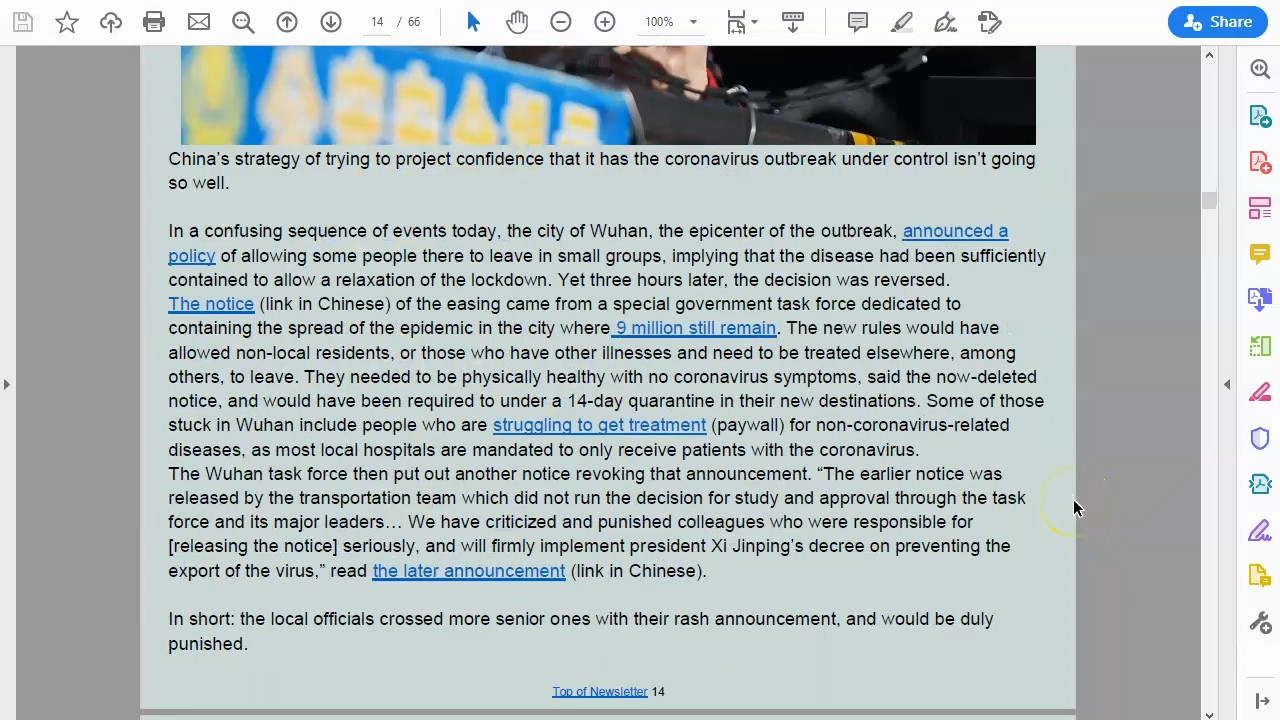 14 / 66
100%
Share
China’s strategy of trying to project confidence that it has the coronavirus outbreak under control isn’t going
so well.
In a confusing sequence of events today, the city of Wuhan, the epicenter of the outbreak, announced a
policy of allowing some people there to leave in small groups, implying that the disease had been sufficiently
contained to allow a relaxation of the lockdown. Yet three hours later, the decision was reversed.
The notice (link in Chinese) of the easing came from a special government task force dedicated to
containing the spread of the epidemic in the city where 9 million still remain. The new rules would have
allowed non-local residents, or those who have other illnesses and need to be treated elsewhere, among
others, to leave. They needed to be physically healthy with no coronavirus symptoms, said the now-deleted
notice, and would have been required to under a 14-day quarantine in their new destinations. Some of those
stuck in Wuhan include people who are struggling to get treatment (paywall) for non-coronavirus-related
diseases, as most local hospitals are mandated to only receive patients with the coronavirus.
The Wuhan task force then put out another notice revoking that announcement. “The earlier notice was
released by the transportation team which did not run the decision for study and approval through the task
force and its major leaders… We have criticized and punished colleagues who were responsible for
[releasing the notice] seriously, and will firmly implement president Xi Jinping’s decree on preventing the
export of the virus,” read the later announcement (link in Chinese).
In short: the local officials crossed more senior ones with their rash announcement, and would be duly
punished.
Top of Newsletter 14